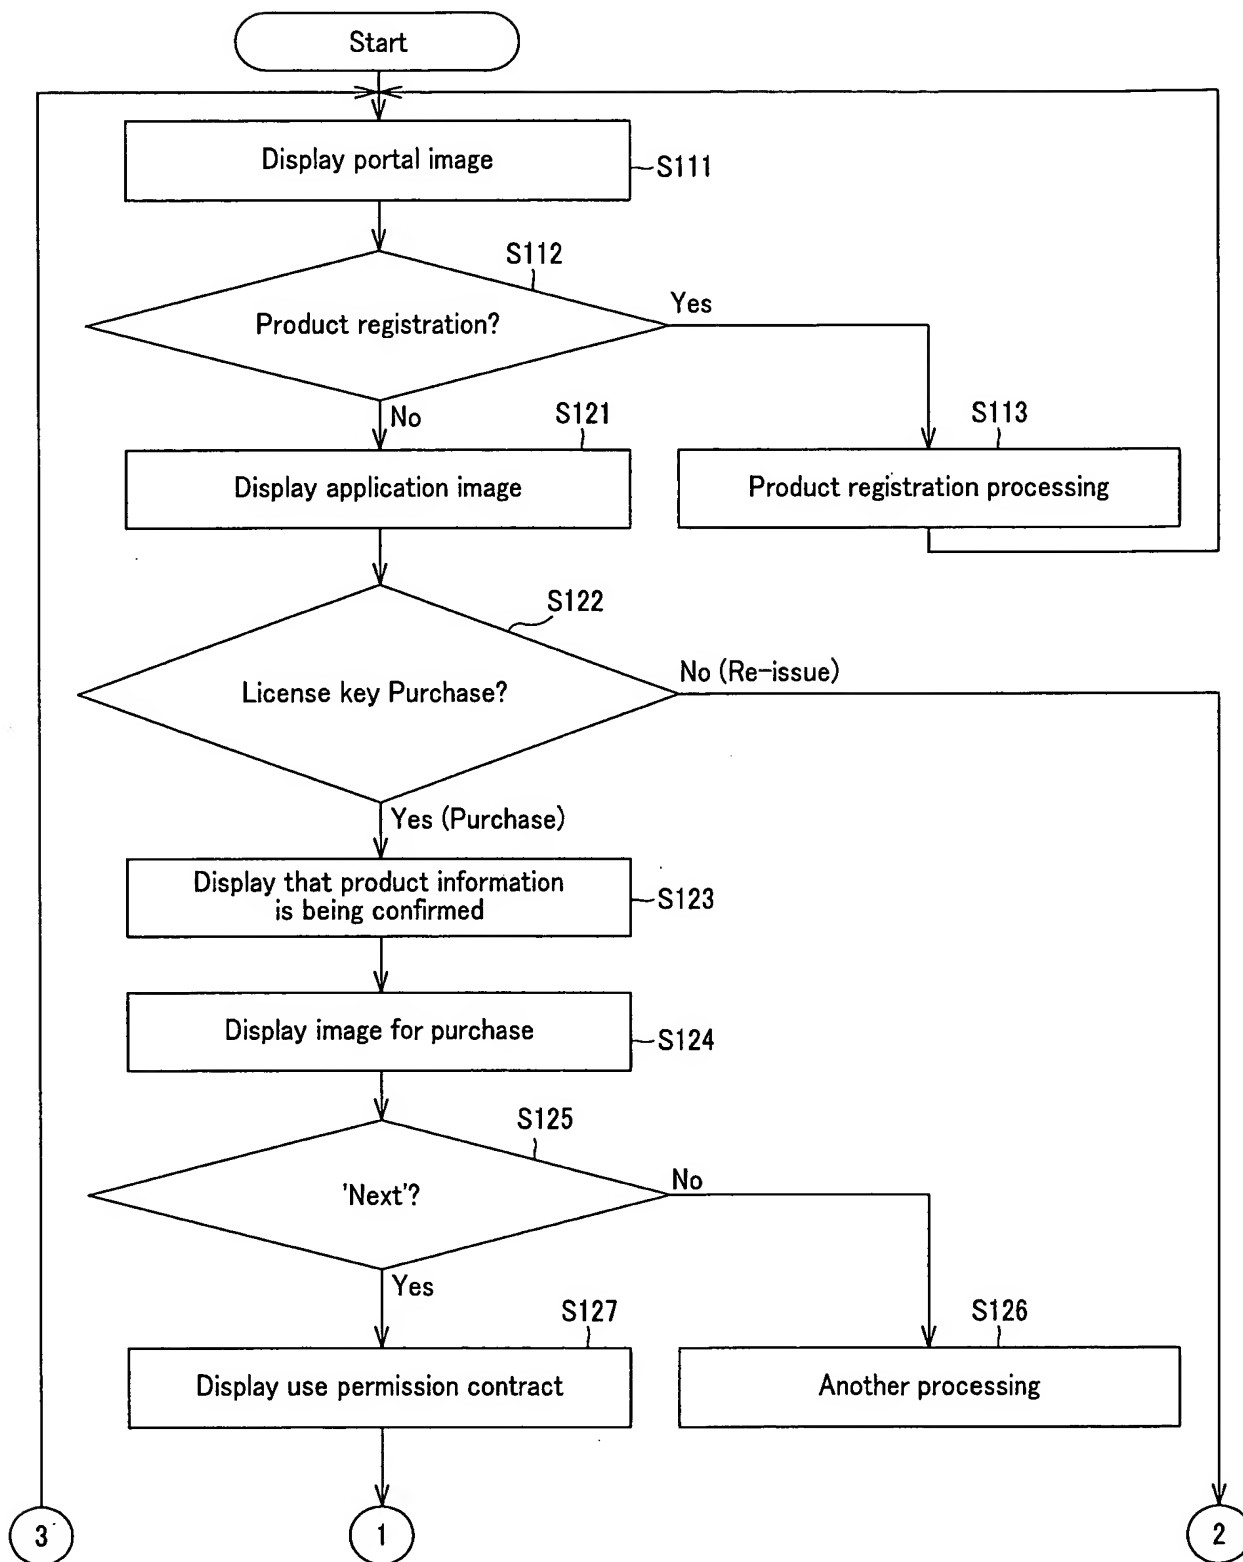 Start
Display portal image
S111
S112
Product registration?
Yes
No
S121
S113
Display application image
Product registration processing
S122
License key Purchase?
No (Re-issue)
Yes (Purchase)
Display that product information
is being confirmed
S123
Display image for purchase
S124
S125
'Next'?
No
Yes
S127
S126
Display use permission contract
Another processing
3
1
2